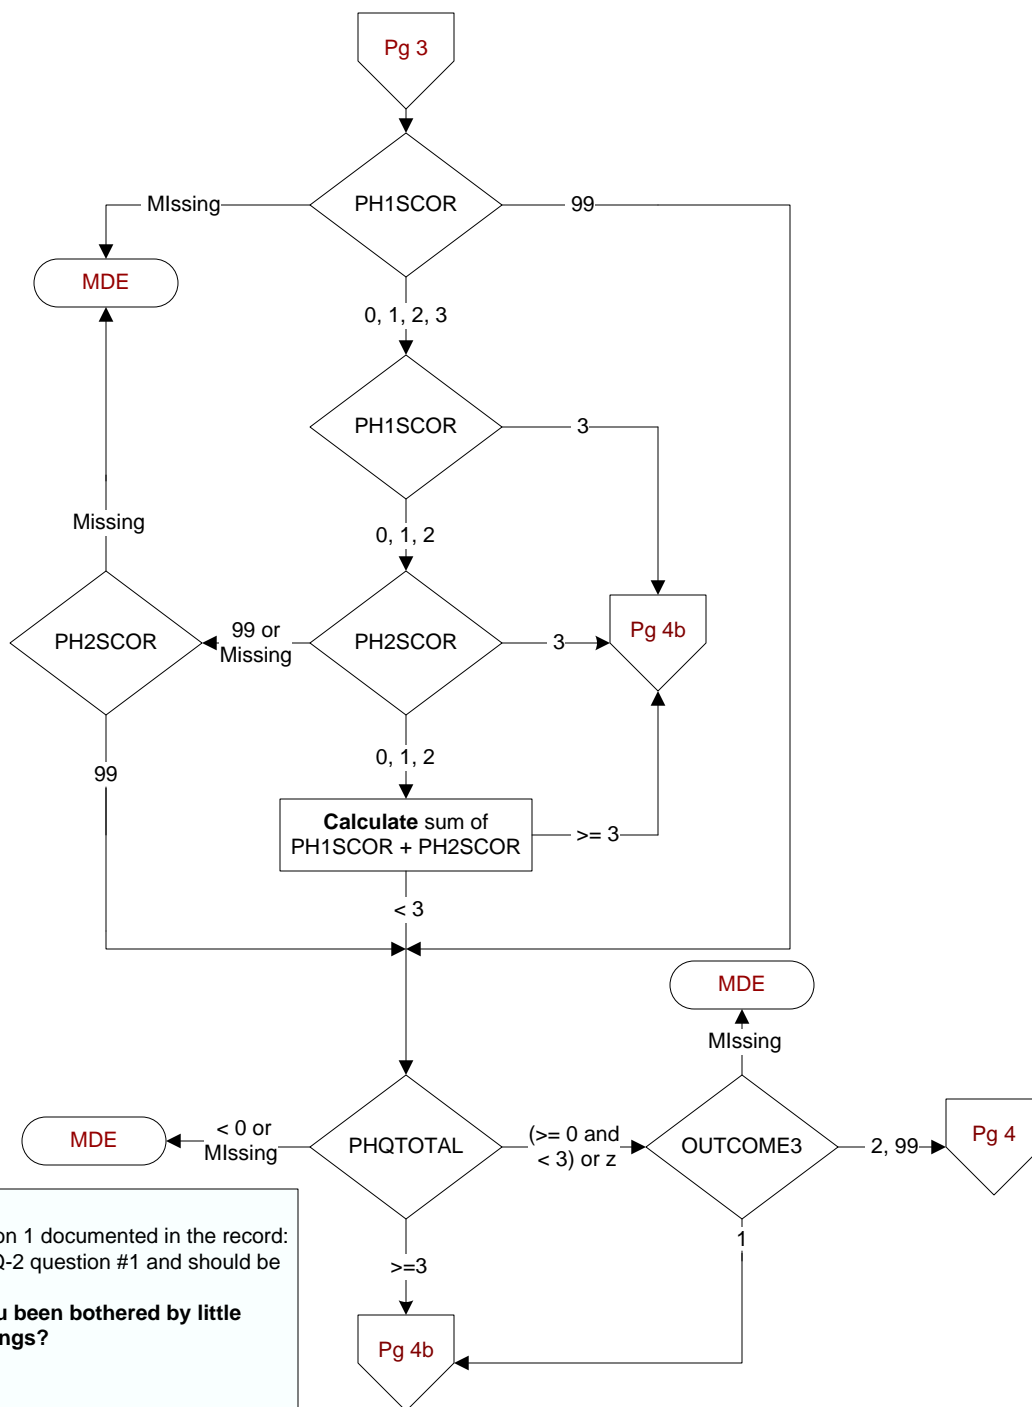 Pg 3
PH1SCOR
MIssing
99
MDE
0, 1, 2, 3
PH1SCOR
3
Missing
0, 1, 2
PH2SCOR
99 or
Missing
PH2SCOR
3
Pg 4b
99
0, 1, 2
Calculate sum of
PH1SCOR + PH2SCOR
>= 3
< 3
MDE
MIssing
MDE
< 0 or
MIssing
PHQTOTAL
(>= 0 and
< 3) or z
OUTCOME3
2, 99
Pg 4
1
>=3
Pg 4b
on 1 documented in the record:
Q-2 question #1 and should be
u been bothered by little
ngs?